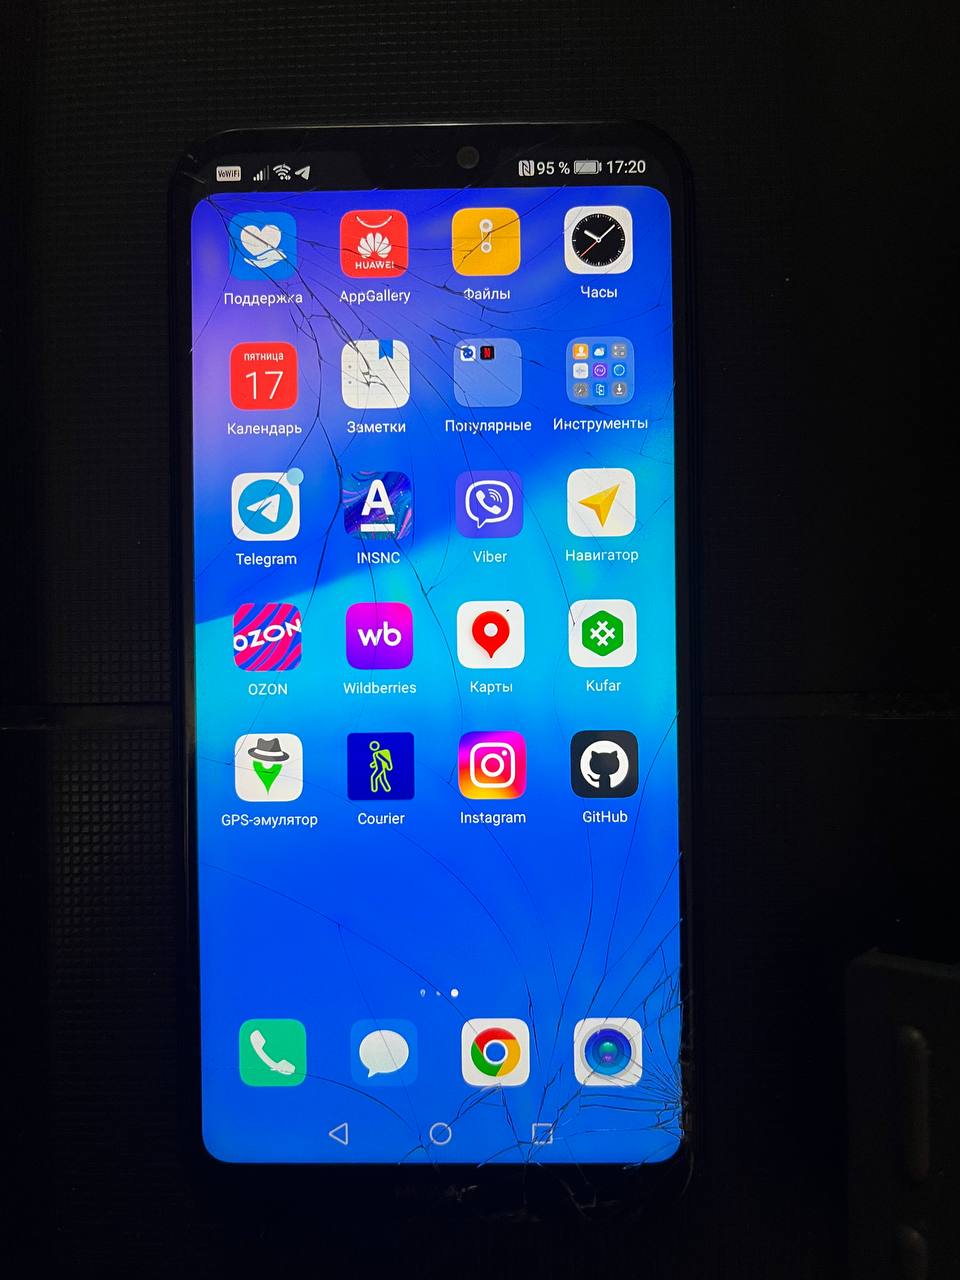 VoWiFi 95 % 17:20
HUAWEI
Поддержка AppGallery Файлы Часы
пятница
17
Календарь Заметки Популярные Инструменты
A
Telegram INSNC Viber Навигатор
OZON wb
OZON Wildberries Карты Kufar
GPS-эмулятор Courier Instagram GitHub